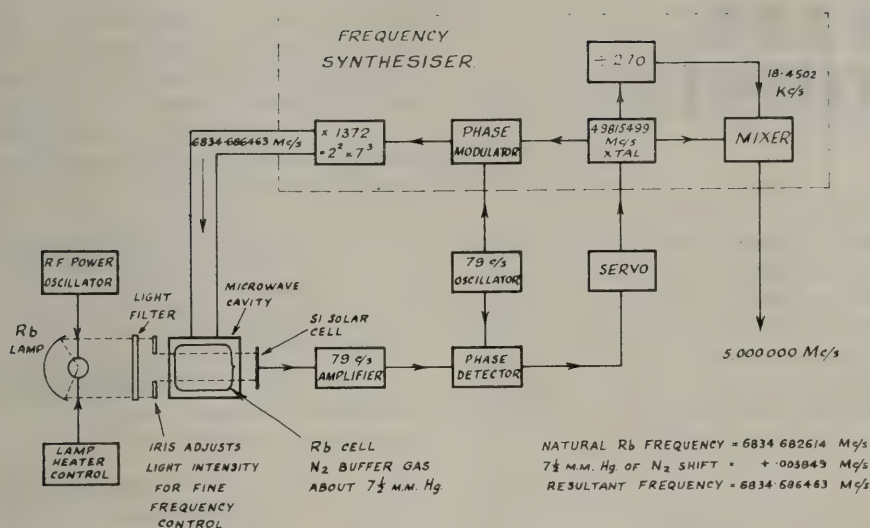 FREQUENCY
SYNTHESISER
÷ 270
18.4502
Kc/s
6834.686463 Mc/s
× 1372
= 2² × 7³
PHASE
MODULATOR
4.9815499
Mc/s
XTAL
MIXER
RF POWER
OSCILLATOR
LIGHT
FILTER
MICROWAVE
CAVITY
79 c/s
OSCILLATOR
SERVO
Rb
LAMP
SI SOLAR
CELL
79 c/s
AMPLIFIER
PHASE
DETECTOR
5.000000 Mc/s
LAMP
HEATER
CONTROL
IRIS ADJUSTS
LIGHT INTENSITY
FOR FINE
FREQUENCY
CONTROL
Rb CELL
N₂ BUFFER GAS
ABOUT 7½ M.M. Hg.
NATURAL Rb FREQUENCY = 6834.682614 Mc/s
7½ M.M. Hg. OF N₂ SHIFT = + .003849 Mc/s
RESULTANT FREQUENCY = 6834.686463 Mc/s